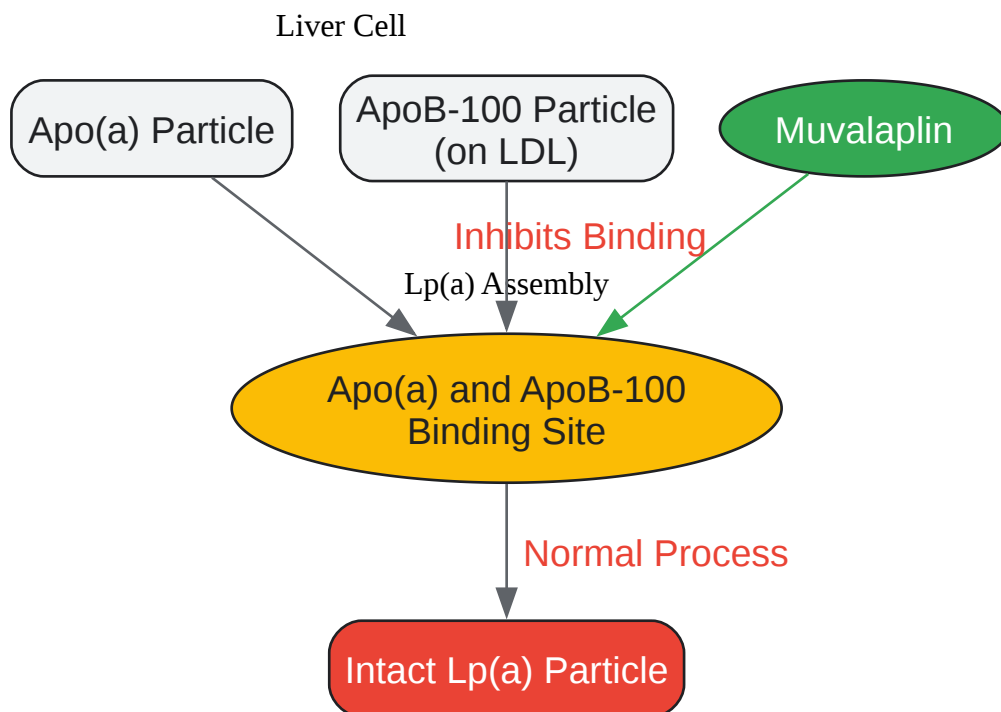 Liver Cell
Apo(a) Particle
ApoB-100 Particle
(on LDL)
Muvalaplin
Inhibits Binding
Lp(a) Assembly
Apo(a) and ApoB-100
Binding Site
Normal Process
Intact Lp(a) Particle